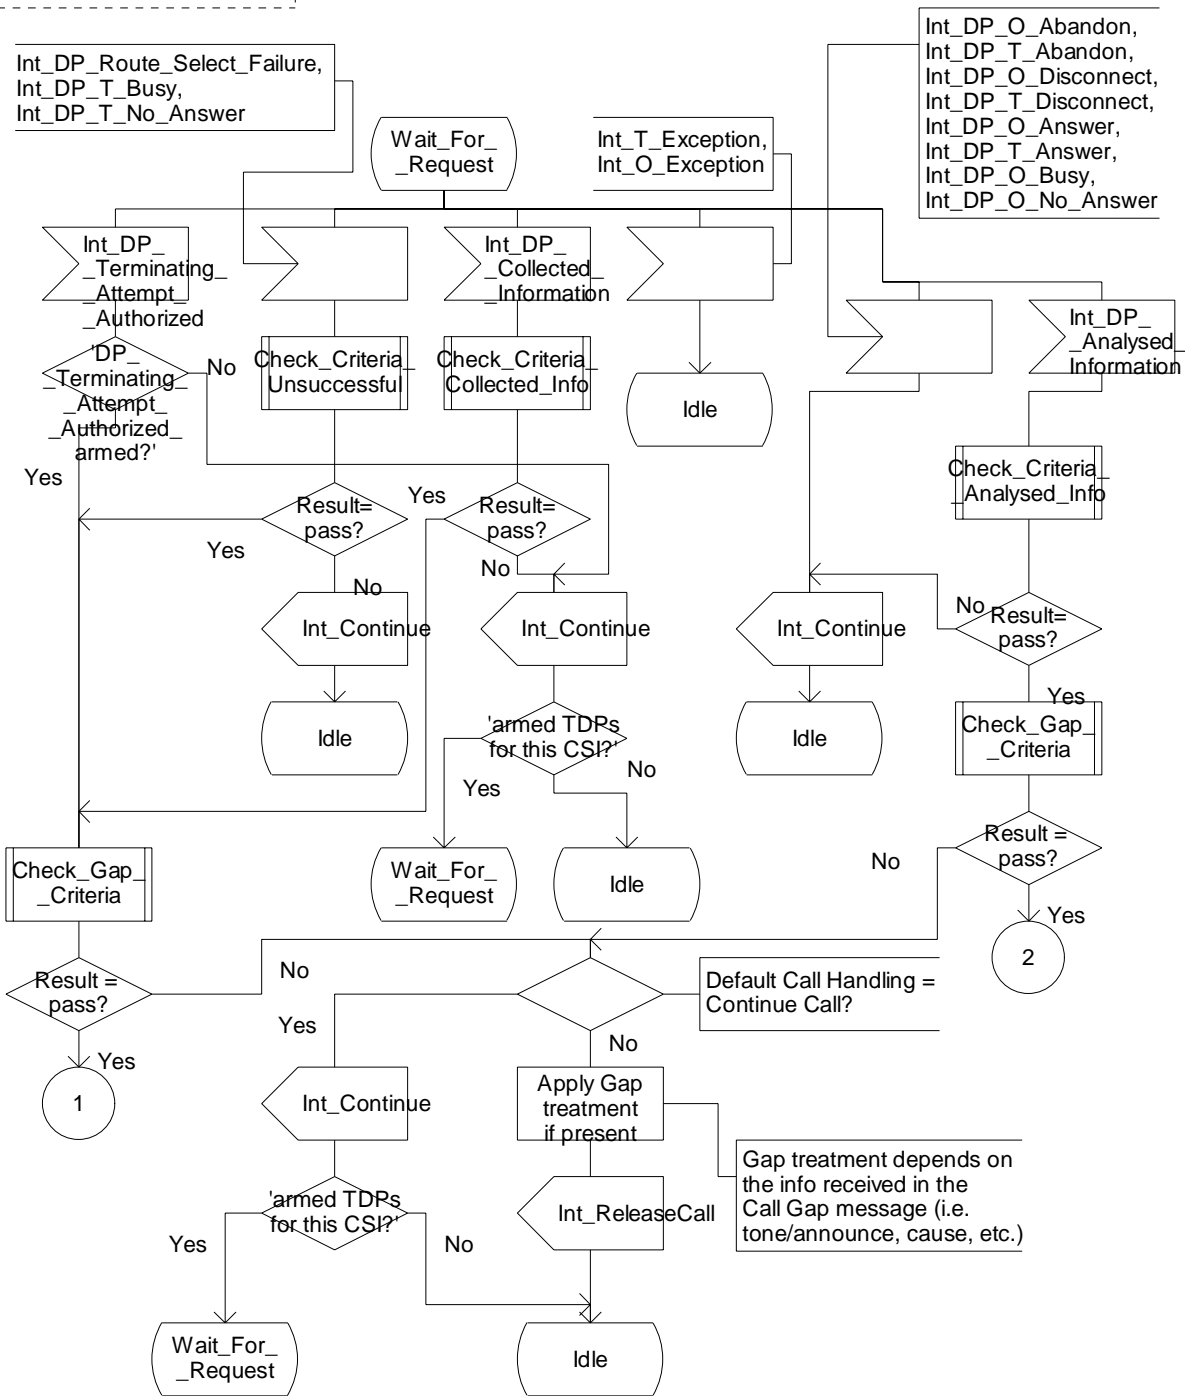 Int_DP_Route_Select_Failure,
Int_DP_T_Busy,
Int_DP_T_No_Answer
Wait_For_
_Request
Int_T_Exception,
Int_O_Exception
Int_DP_O_Abandon,
Int_DP_T_Abandon,
Int_DP_O_Disconnect,
Int_DP_T_Disconnect,
Int_DP_O_Answer,
Int_DP_T_Answer,
Int_DP_O_Busy,
Int_DP_O_No_Answer
Int_DP_
_Terminating_
_Attempt_
_Authorized
Int_DP_
_Collected_
_Information
Int_DP_
_Analysed_
_Information
'DP_
_Terminating_
_Attempt_
_Authorized_
armed?'
No
Yes
Check_Criteria_
_Unsuccessful
Check_Criteria_
_Collected_Info
Idle
Check_Criteria_
_Analysed_Info
Result=
pass?
Yes
No
Result=
pass?
Yes
No
Int_Continue
Int_Continue
Int_Continue
Result=
pass?
No
Yes
Idle
'armed TDPs
for this CSI?'
Yes
No
Idle
Check_Gap_
_Criteria
Check_Gap_
_Criteria
Wait_For_
_Request
Idle
Result =
pass?
No
Yes
2
Result =
pass?
No
Yes
1
Default Call Handling =
Continue Call?
Yes
No
Int_Continue
Apply Gap
treatment
if present
Gap treatment depends on
the info received in the
Call Gap message (i.e.
tone/announce, cause, etc.)
'armed TDPs
for this CSI?'
Yes
No
Int_ReleaseCall
Wait_For_
_Request
Idle